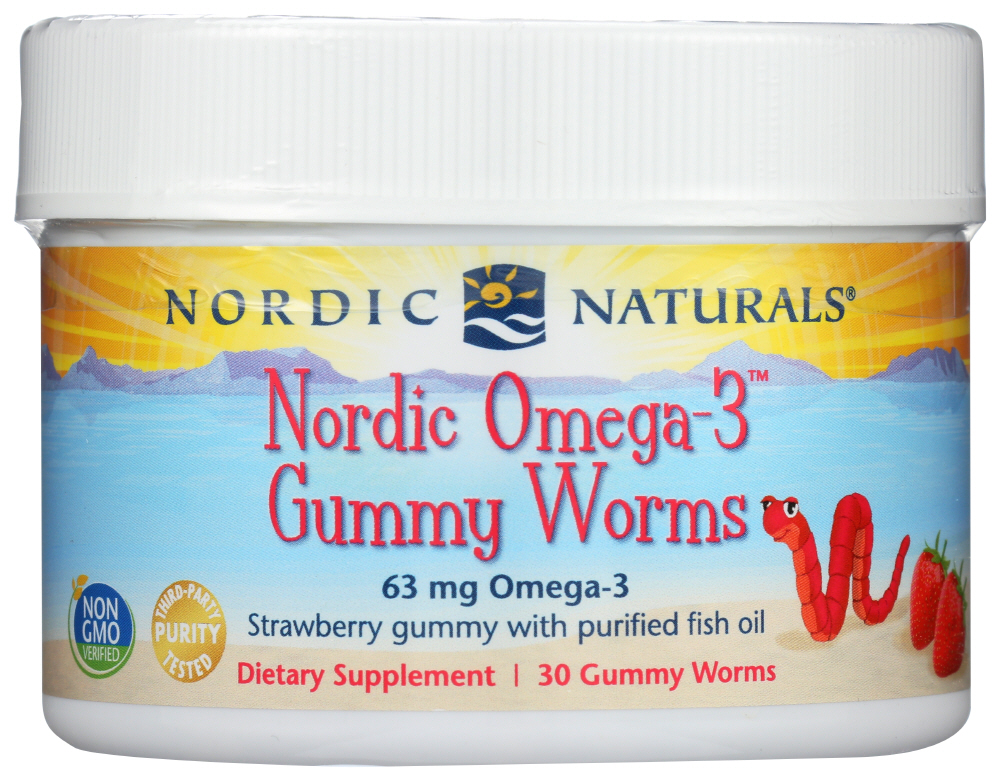 NORDIC NATURALS®
Nordic Omega-3™
Gummy Worms
63 mg Omega-3
Strawberry gummy with purified fish oil
Dietary Supplement | 30 Gummy Worms
NON
GMO
VERIFIED
THIRD-PARTY
PURITY
TESTED